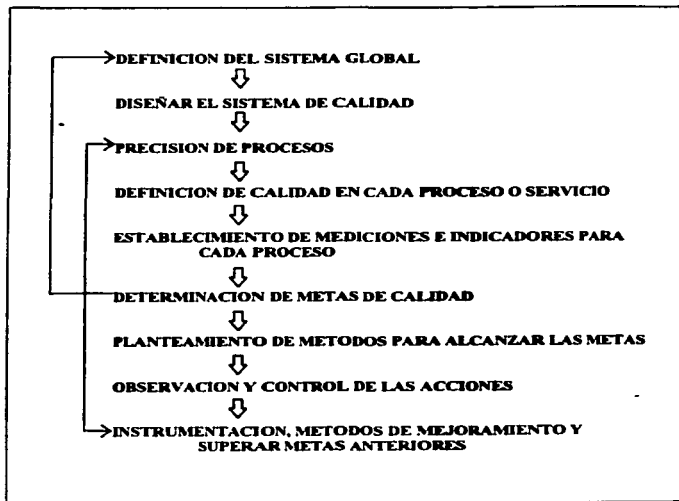 DEFINICION DEL SISTEMA GLOBAL
DISEÑAR EL SISTEMA DE CALIDAD
PRECISION DE PROCESOS
DEFINICION DE CALIDAD EN CADA PROCESO O SERVICIO
ESTABLECIMIENTO DE MEDICIONES E INDICADORES PARA
CADA PROCESO
DETERMINACION DE METAS DE CALIDAD
PLANTEAMIENTO DE METODOS PARA ALCANZAR LAS METAS
OBSERVACION Y CONTROL DE LAS ACCIONES
INSTRUMENTACION, METODOS DE MEJORAMIENTO Y
SUPERAR METAS ANTERIORES